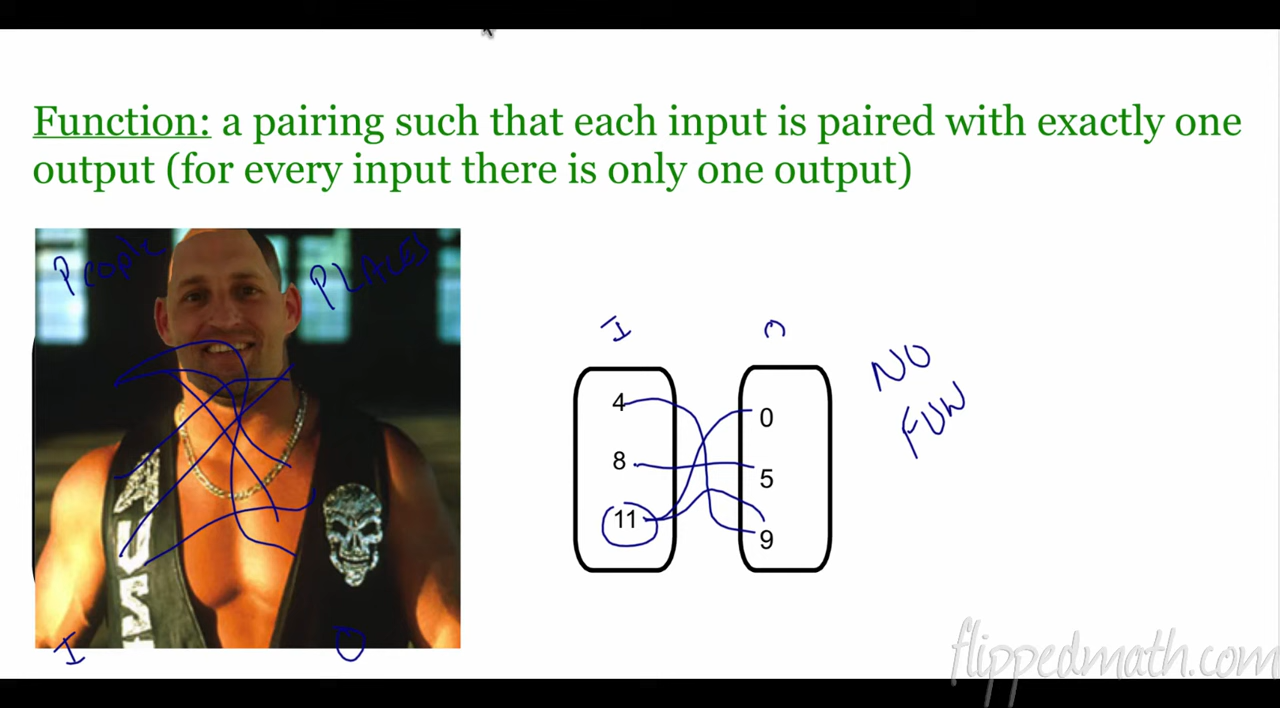 Function: a pairing such that each input is paired with exactly one
output (for every input there is only one output)
People PLACES
I O
4 0
8 5
11 9
NO
FUN
AUS
I O
flippedmath.com